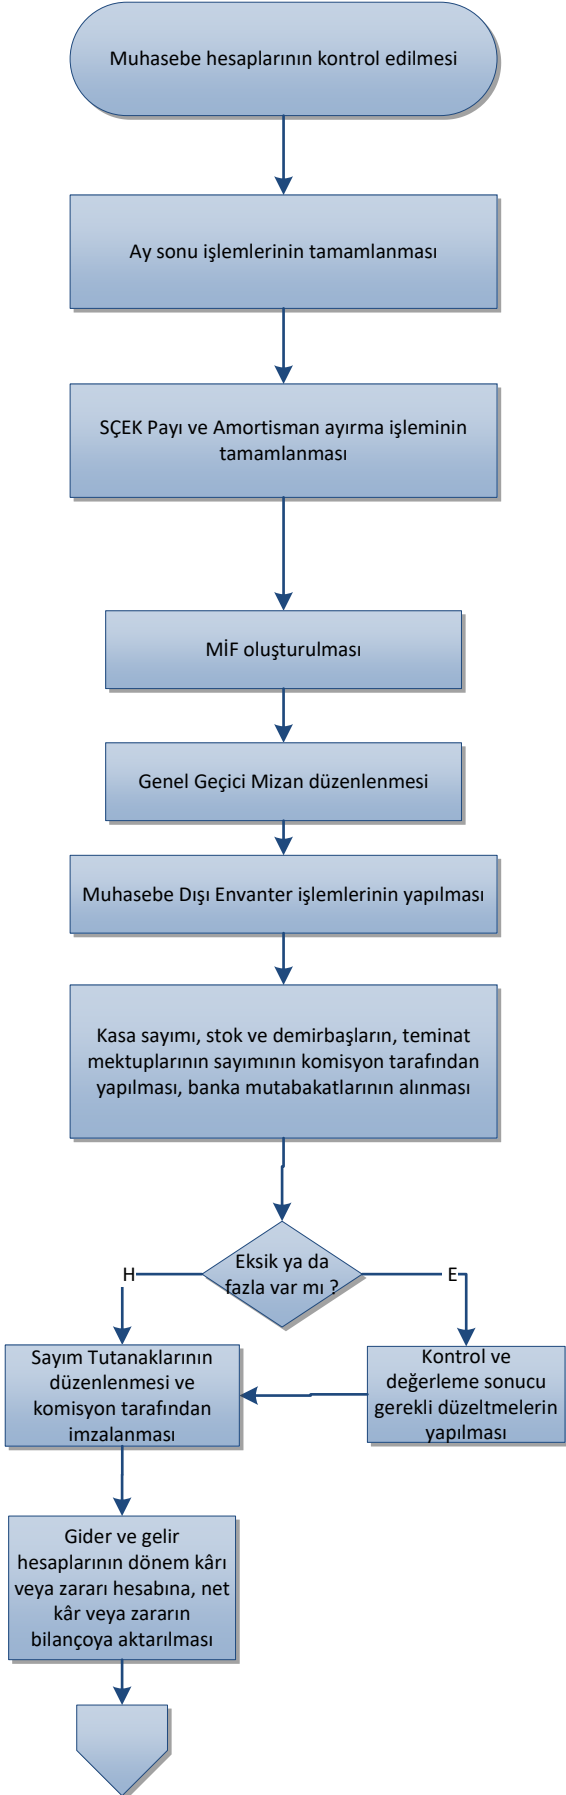 Muhasebe hesaplarının kontrol edilmesi
Ay sonu işlemlerinin tamamlanması
SÇEK Payı ve Amortisman ayırma işleminin
tamamlanması
MİF oluşturulması
Genel Geçici Mizan düzenlenmesi
Muhasebe Dışı Envanter işlemlerinin yapılması
Kasa sayımı, stok ve demirbaşların, teminat
mektuplarının sayımının komisyon tarafından
yapılması, banka mutabakatlarının alınması
Eksik ya da
fazla var mı ?
H
E
Sayım Tutanaklarının
düzenlenmesi ve
komisyon tarafından
imzalanması
Kontrol ve
değerleme sonucu
gerekli düzeltmelerin
yapılması
Gider ve gelir
hesaplarının dönem kârı
veya zararı hesabına, net
kâr veya zararın
bilançoya aktarılması